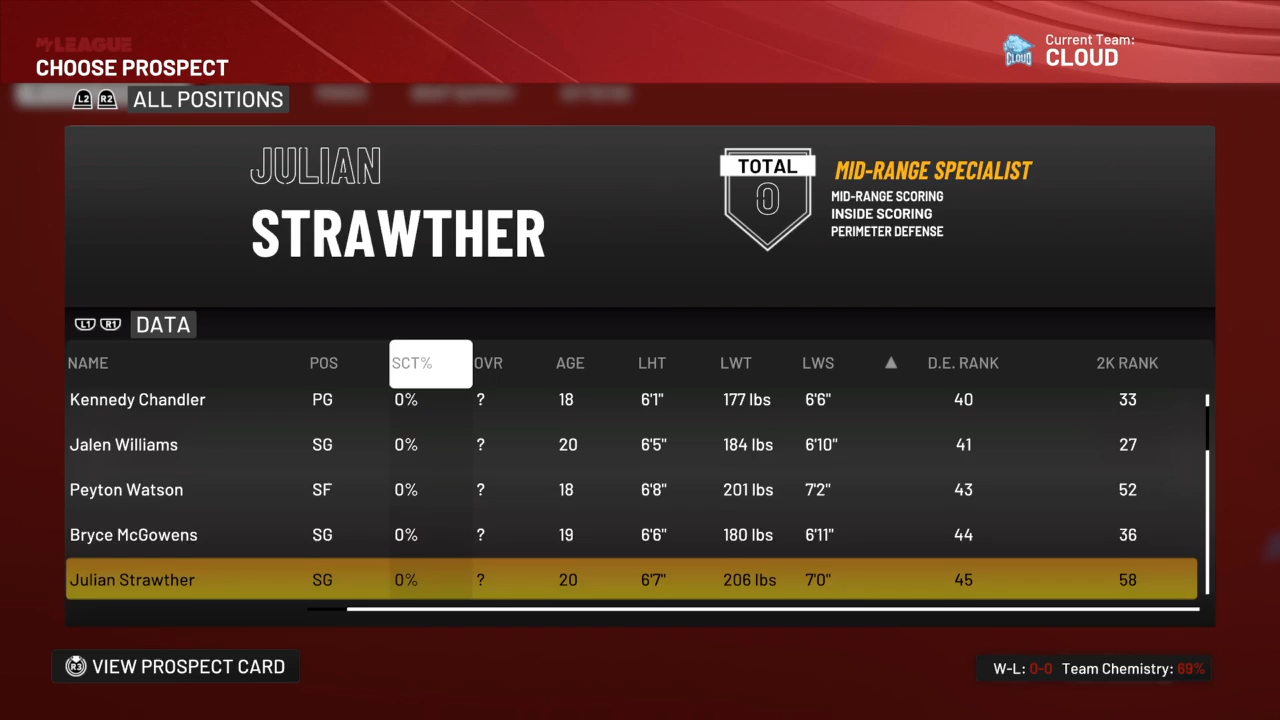 MyLEAGUE
CHOOSE PROSPECT
Current Team:
CLOUD
CLOUD
L2 R2 ALL POSITIONS
JULIAN
STRAWTHER
TOTAL
0
MID-RANGE SPECIALIST
MID-RANGE SCORING
INSIDE SCORING
PERIMETER DEFENSE
L1 R1 DATA
NAME POS SCT% OVR AGE LHT LWT LWS ▲ D.E. RANK 2K RANK
Kennedy Chandler PG 0% ? 18 6'1" 177 lbs 6'6" 40 33
Jalen Williams SG 0% ? 20 6'5" 184 lbs 6'10" 41 27
Peyton Watson SF 0% ? 18 6'8" 201 lbs 7'2" 43 52
Bryce McGowens SG 0% ? 19 6'6" 180 lbs 6'11" 44 36
Julian Strawther SG 0% ? 20 6'7" 206 lbs 7'0" 45 58
R3 VIEW PROSPECT CARD
W-L: 0-0 Team Chemistry: 69%